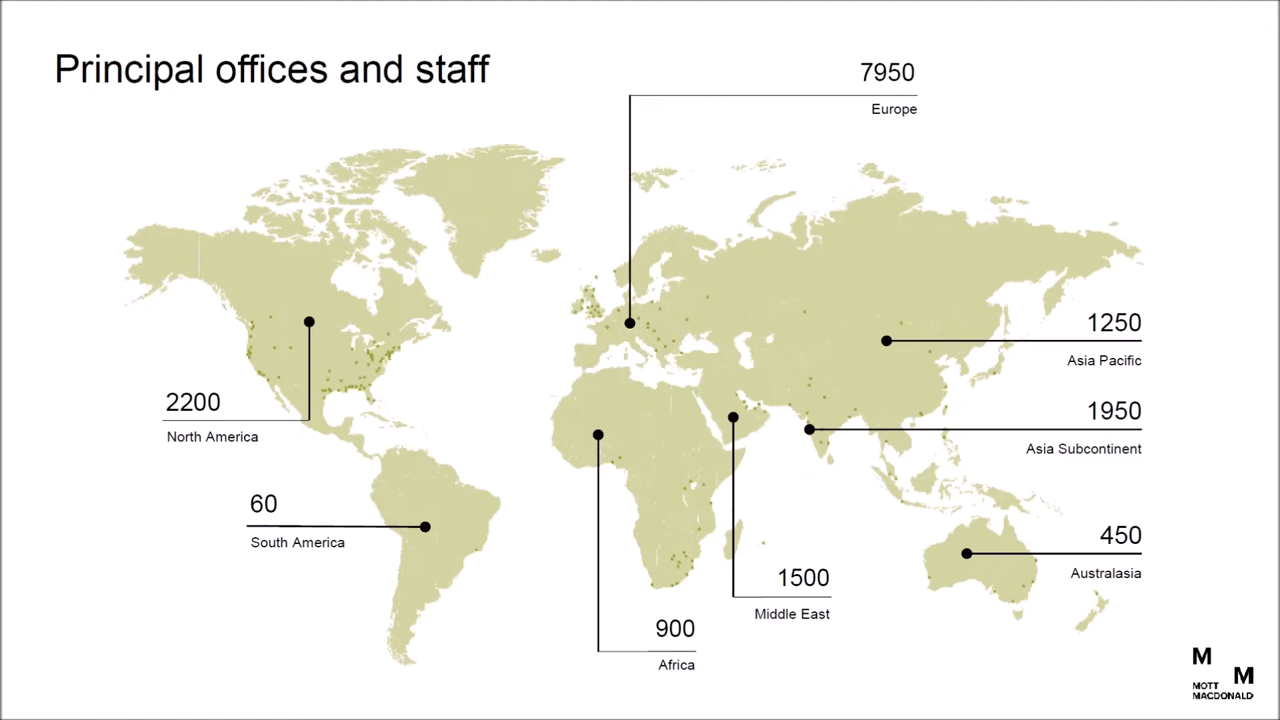 Principal offices and staff
7950
Europe
1250
Asia Pacific
2200
North America
1950
Asia Subcontinent
60
South America
450
Australasia
1500
Middle East
900
Africa
M
M
MOTT
MACDONALD